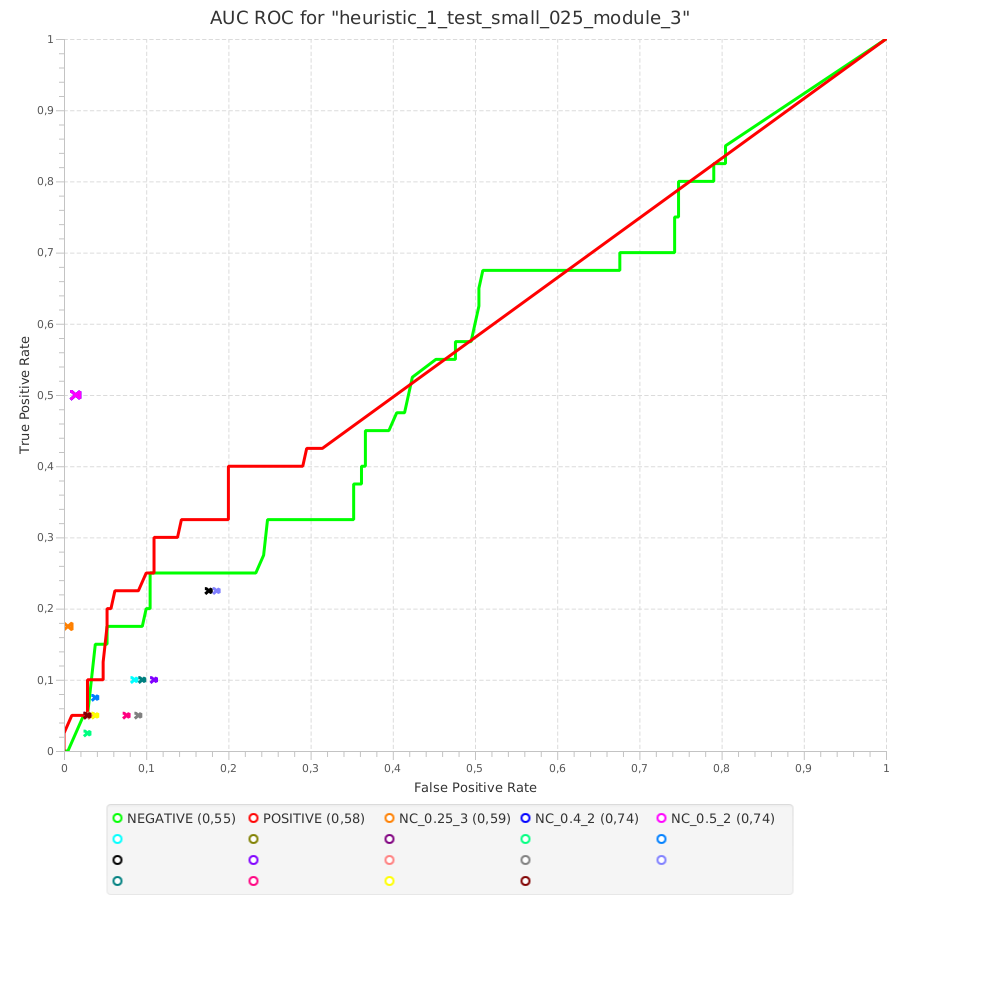 AUC ROC for "heuristic_1_test_small_025_module_3"
1
0,9
0,8
0,7
0,6
0,5
0,4
0,3
0,2
0,1
0
True Positive Rate
0 0,1 0,2 0,3 0,4 0,5 0,6 0,7 0,8 0,9 1
False Positive Rate
NEGATIVE (0,55) POSITIVE (0,58) NC_0.25_3 (0,59) NC_0.4_2 (0,74) NC_0.5_2 (0,74)